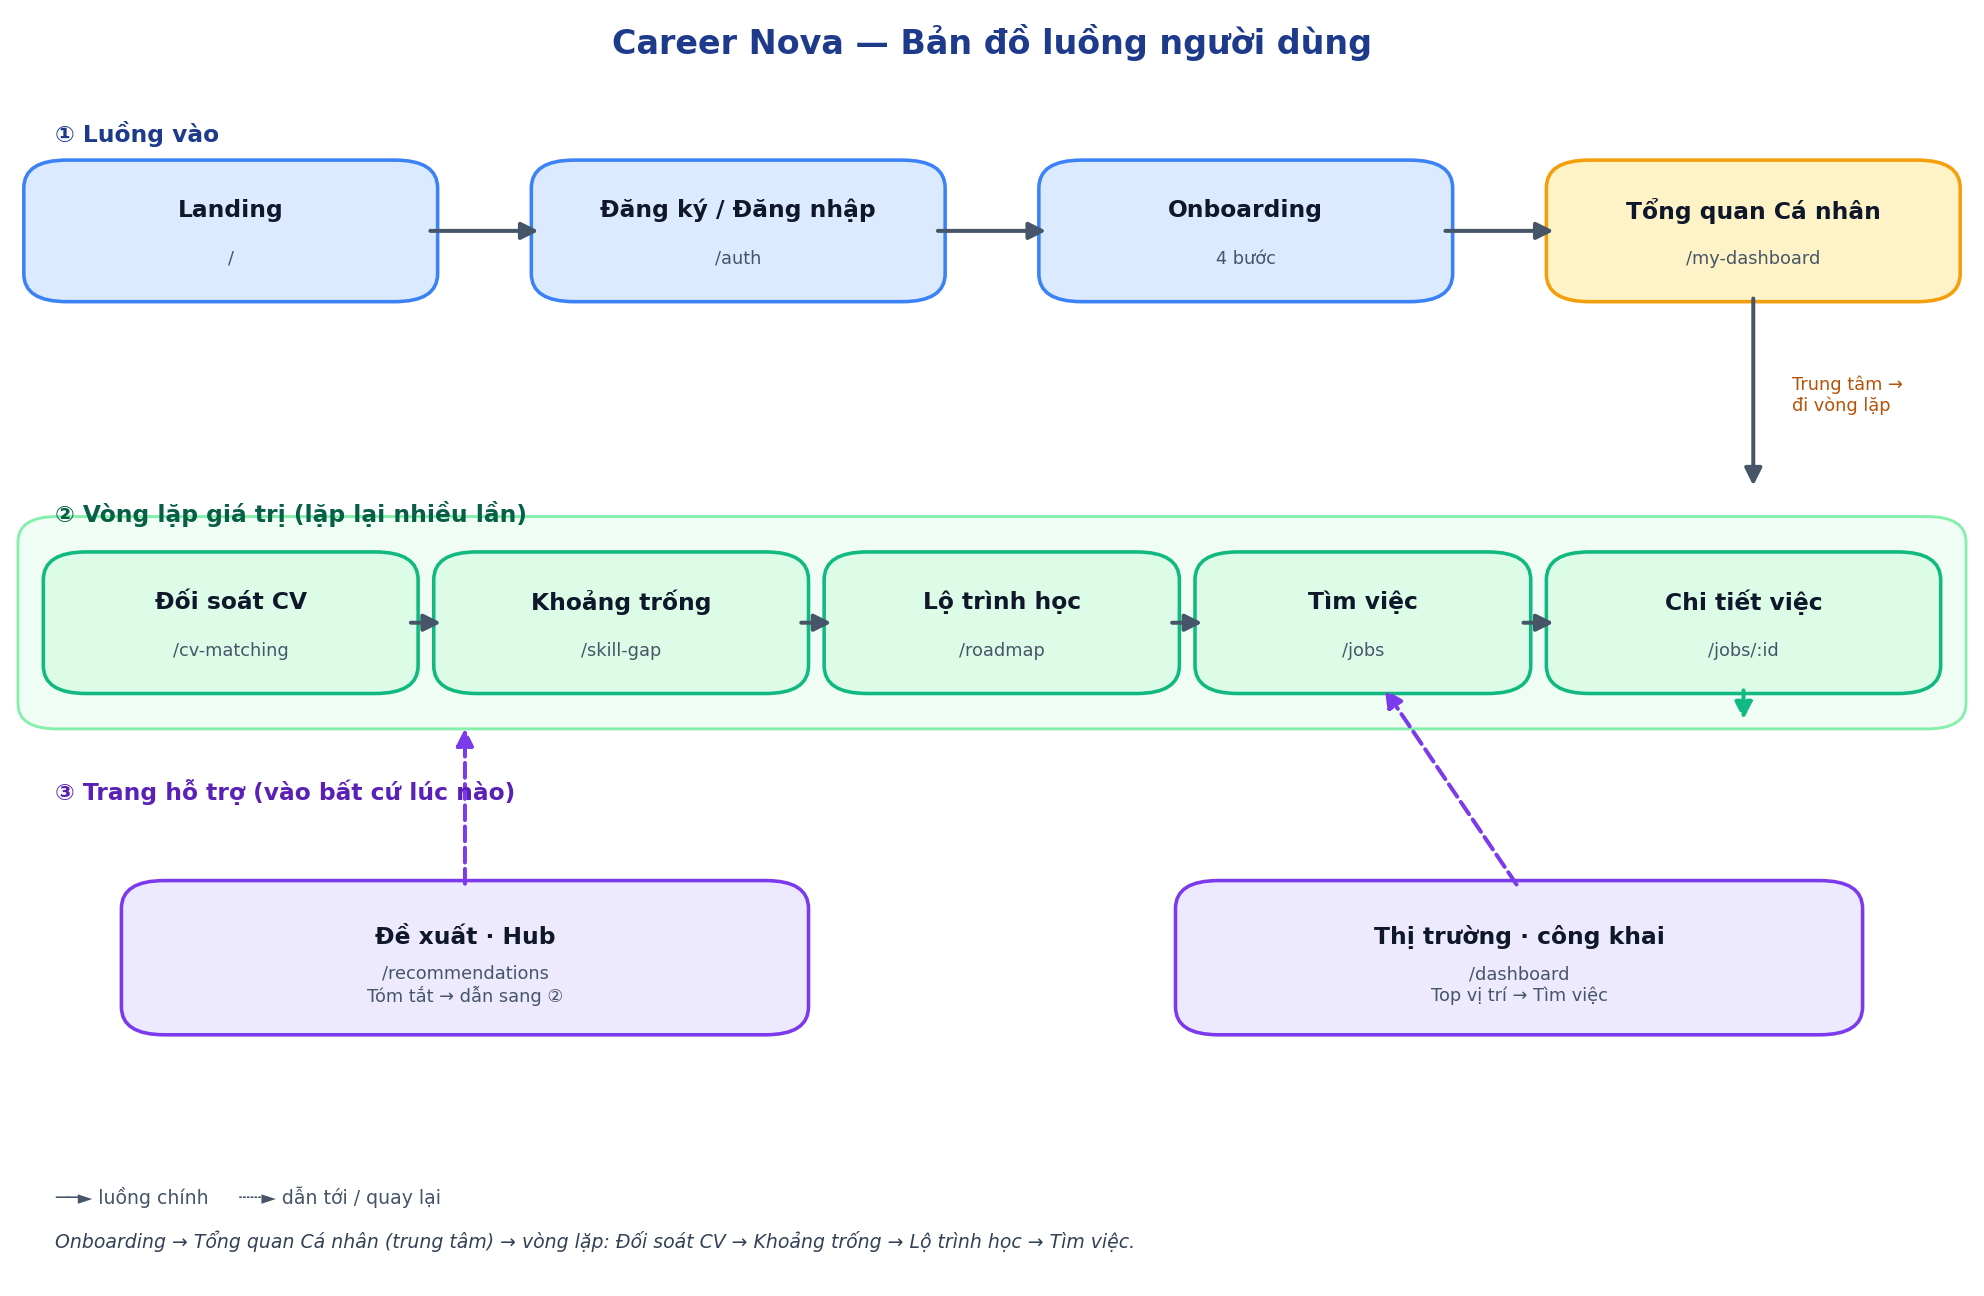 Career Nova — Bản đồ luồng người dùng
① Luồng vào
Landing
/
Đăng ký / Đăng nhập
/auth
Onboarding
4 bước
Tổng quan Cá nhân
/my-dashboard
Trung tâm →
đi vòng lặp
② Vòng lặp giá trị (lặp lại nhiều lần)
Đối soát CV
/cv-matching
Khoảng trống
/skill-gap
Lộ trình học
/roadmap
Tìm việc
/jobs
Chi tiết việc
/jobs/:id
③ Trang hỗ trợ (vào bất cứ lúc nào)
Đề xuất · Hub
/recommendations
Tóm tắt → dẫn sang ②
Thị trường · công khai
/dashboard
Top vị trí → Tìm việc
──► luồng chính ┈┈► dẫn tới / quay lại
Onboarding → Tổng quan Cá nhân (trung tâm) → vòng lặp: Đối soát CV → Khoảng trống → Lộ trình học → Tìm việc.